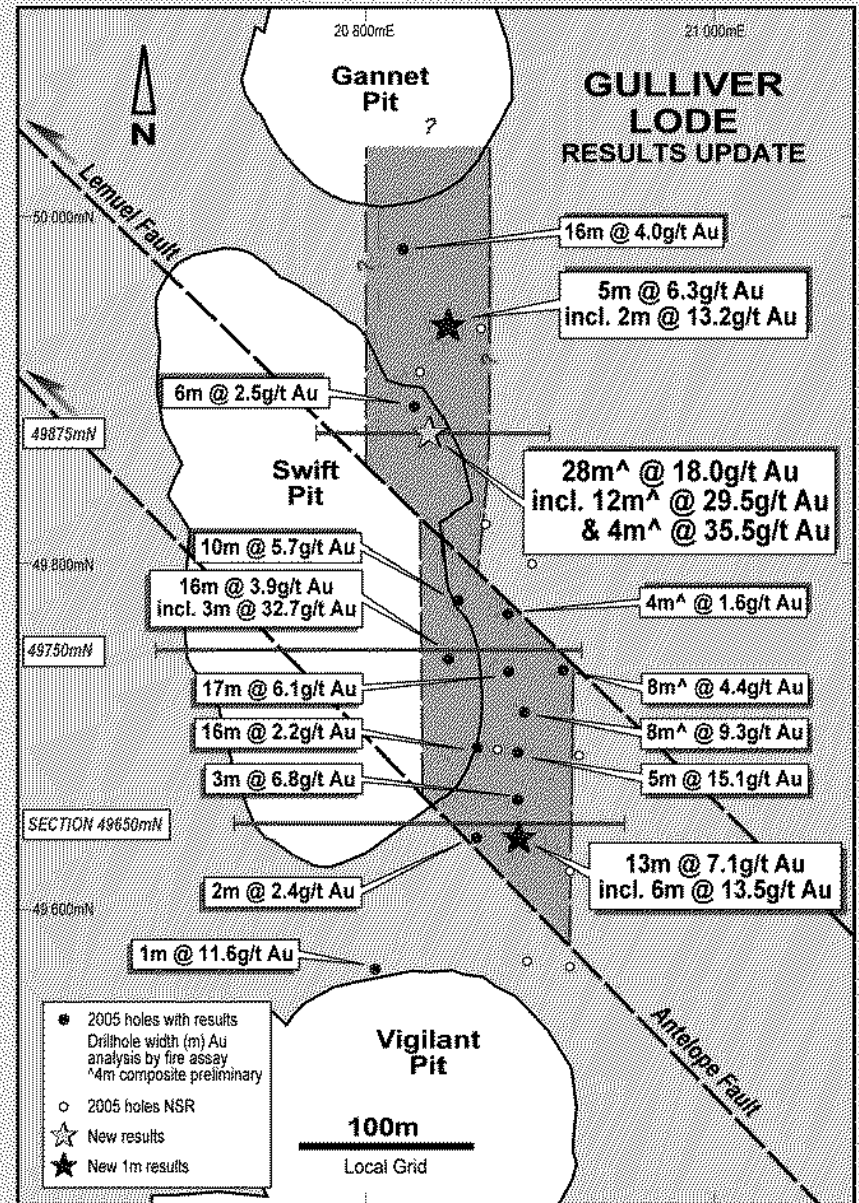 20 800mE
21 000mE
Gannet
Pit
?
GULLIVER
LODE
RESULTS UPDATE
N
Lemuel Fault
50 000mN
16m @ 4.0g/t Au
?
5m @ 6.3g/t Au
incl. 2m @ 13.2g/t Au
?
6m @ 2.5g/t Au
49875mN
Swift
Pit
28m^ @ 18.0g/t Au
incl. 12m^ @ 29.5g/t Au
& 4m^ @ 35.5g/t Au
10m @ 5.7g/t Au
49 800mN
16m @ 3.9g/t Au
incl. 3m @ 32.7g/t Au
4m^ @ 1.6g/t Au
49750mN
17m @ 6.1g/t Au
8m^ @ 4.4g/t Au
16m @ 2.2g/t Au
8m^ @ 9.3g/t Au
3m @ 6.8g/t Au
5m @ 15.1g/t Au
SECTION 49650mN
13m @ 7.1g/t Au
incl. 6m @ 13.5g/t Au
2m @ 2.4g/t Au
49 600mN
1m @ 11.6g/t Au
Antelope Fault
Vigilant
Pit
2005 holes with results
Drillhole width (m) Au
analysis by fire assay
^4m composite preliminary
2005 holes NSR
New results
New 1m results
100m
Local Grid